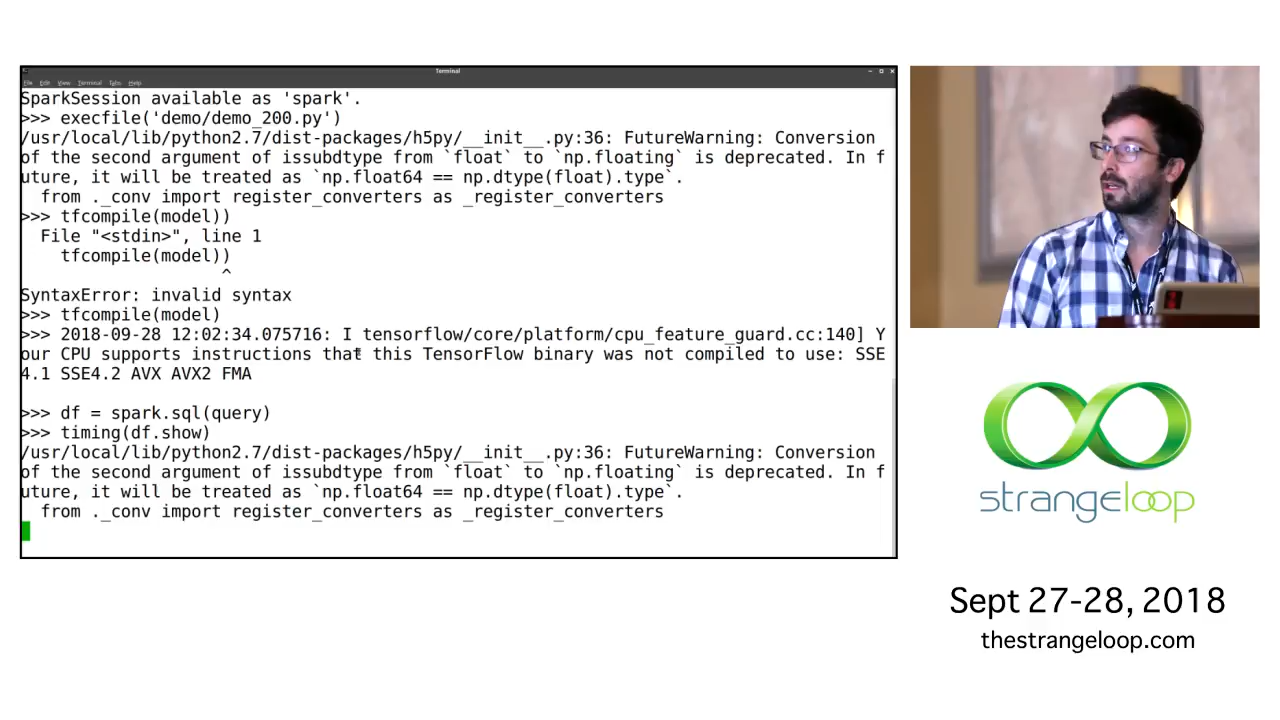 Terminal
File Edit View Terminal Tabs Help
SparkSession available as 'spark'.
>>> execfile('demo/demo_200.py')
/usr/local/lib/python2.7/dist-packages/h5py/__init__.py:36: FutureWarning: Conversion
of the second argument of issubdtype from `float` to `np.floating` is deprecated. In f
uture, it will be treated as `np.float64 == np.dtype(float).type`.
  from ._conv import register_converters as _register_converters
>>> tfcompile(model))
  File "<stdin>", line 1
    tfcompile(model))
                    ^
SyntaxError: invalid syntax
>>> tfcompile(model)
>>> 2018-09-28 12:02:34.075716: I tensorflow/core/platform/cpu_feature_guard.cc:140] Y
our CPU supports instructions that this TensorFlow binary was not compiled to use: SSE
4.1 SSE4.2 AVX AVX2 FMA
>>> df = spark.sql(query)
>>> timing(df.show)
/usr/local/lib/python2.7/dist-packages/h5py/__init__.py:36: FutureWarning: Conversion
of the second argument of issubdtype from `float` to `np.floating` is deprecated. In f
uture, it will be treated as `np.float64 == np.dtype(float).type`.
  from ._conv import register_converters as _register_converters
strangeloop
Sept 27-28, 2018
thestrangeloop.com